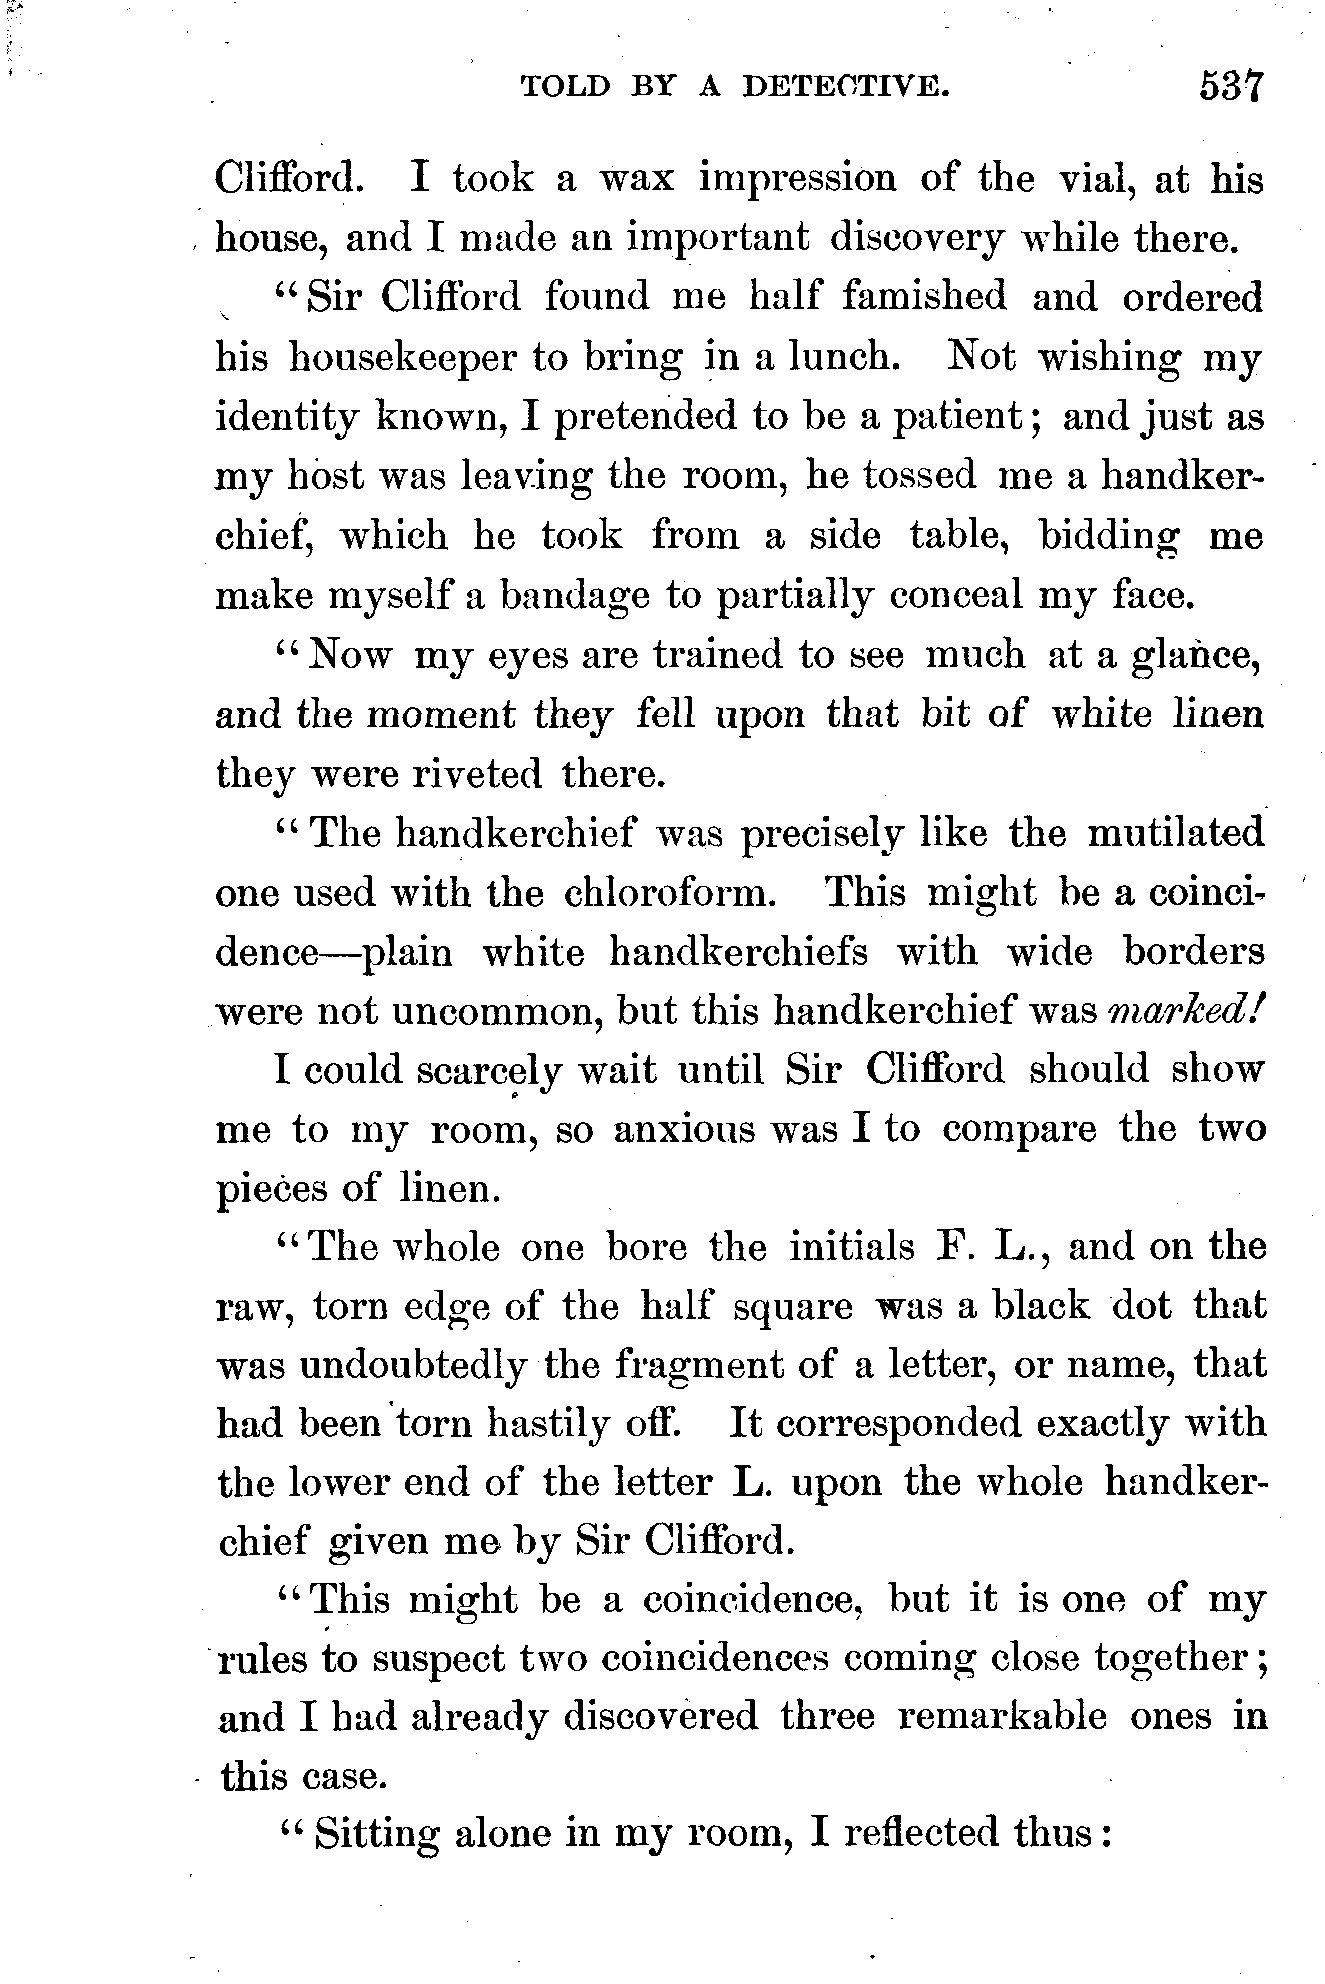 TOLD BY A DETECTIVE. 537
Clifford. I took a wax impression of the vial, at his
house, and I made an important discovery while there.
“Sir Clifford found me half famished and ordered
his housekeeper to bring in a lunch. Not wishing my
identity known, I pretended to be a patient; and just as
my host was leaving the room, he tossed me a handker-
chief, which he took from a side table, bidding me
make myself a bandage to partially conceal my face.
“Now my eyes are trained to see much at a glance,
and the moment they fell upon that bit of white linen
they were riveted there.
“The handkerchief was precisely like the mutilated
one used with the chloroform. This might be a coinci-
dence—plain white handkerchiefs with wide borders
were not uncommon, but this handkerchief was marked!
I could scarcely wait until Sir Clifford should show
me to my room, so anxious was I to compare the two
pieces of linen.
“The whole one bore the initials F. L., and on the
raw, torn edge of the half square was a black dot that
was undoubtedly the fragment of a letter, or name, that
had been torn hastily off. It corresponded exactly with
the lower end of the letter L. upon the whole handker-
chief given me by Sir Clifford.
“This might be a coincidence, but it is one of my
rules to suspect two coincidences coming close together;
and I had already discovered three remarkable ones in
this case.
“Sitting alone in my room, I reflected thus: